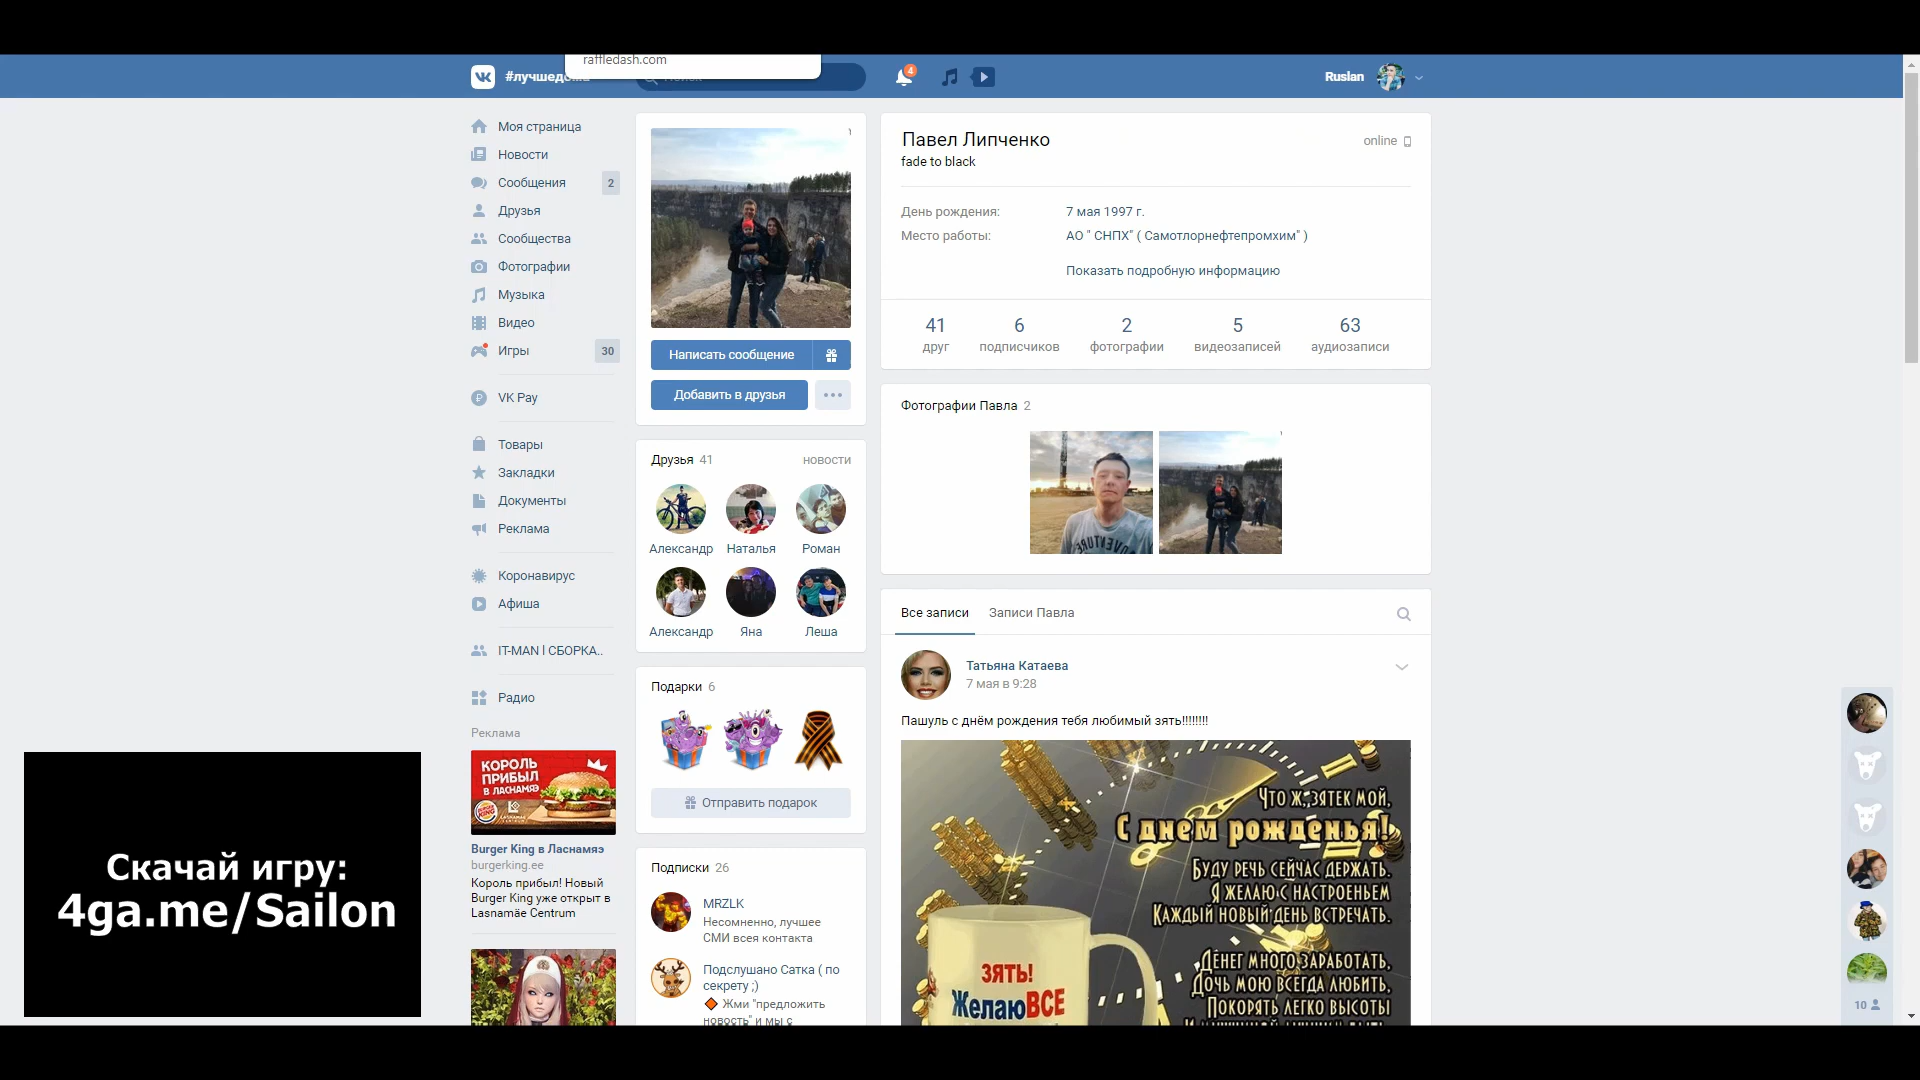 raffledash.com
#лучшедома
4
Ruslan
Моя страница
Новости
Сообщения
2
Друзья
Сообщества
Фотографии
Музыка
Видео
Игры
30
VK Pay
Товары
Закладки
Документы
Реклама
Коронавирус
Афиша
IT-MAN l СБОРКА..
Радио
Реклама
КОРОЛЬ
ПРИБЫЛ
В ЛАСНАМЯЭ
Burger King в Ласнамяэ
burgerking.ee
Король прибыл! Новый
Burger King уже открыт в
Lasnamäe Centrum
Скачай игру:
4ga.me/Sailon
Написать сообщение
Добавить в друзья
Друзья 41
новости
Александр
Наталья
Роман
Александр
Яна
Леша
Подарки 6
Отправить подарок
Подписки 26
MRZLK
Несомненно, лучшее
СМИ всея контакта
Подслушано Сатка ( по
секрету ;)
Жми "предложить
новость" и мы с
Павел Липченко
online
fade to black
День рождения:
7 мая 1997 г.
Место работы:
АО " СНПХ" ( Самотлорнефтепромхим" )
Показать подробную информацию
41
друг
6
подписчиков
2
фотографии
5
видеозаписей
63
аудиозаписи
Фотографии Павла 2
Все записи
Записи Павла
Татьяна Катаева
7 мая в 9:28
Пашуль с днём рождения тебя любимый зять!!!!!!!!
Что ж, зятек мой,
С днем рожденья!
Буду речь сейчас держать.
Я желаю с настроеньем
Каждый новый день встречать.
Денег много заработать,
Дочь мою всегда любить,
Покорять легко высоты
ЗЯТЬ!
ЖелаюВСЕ
10